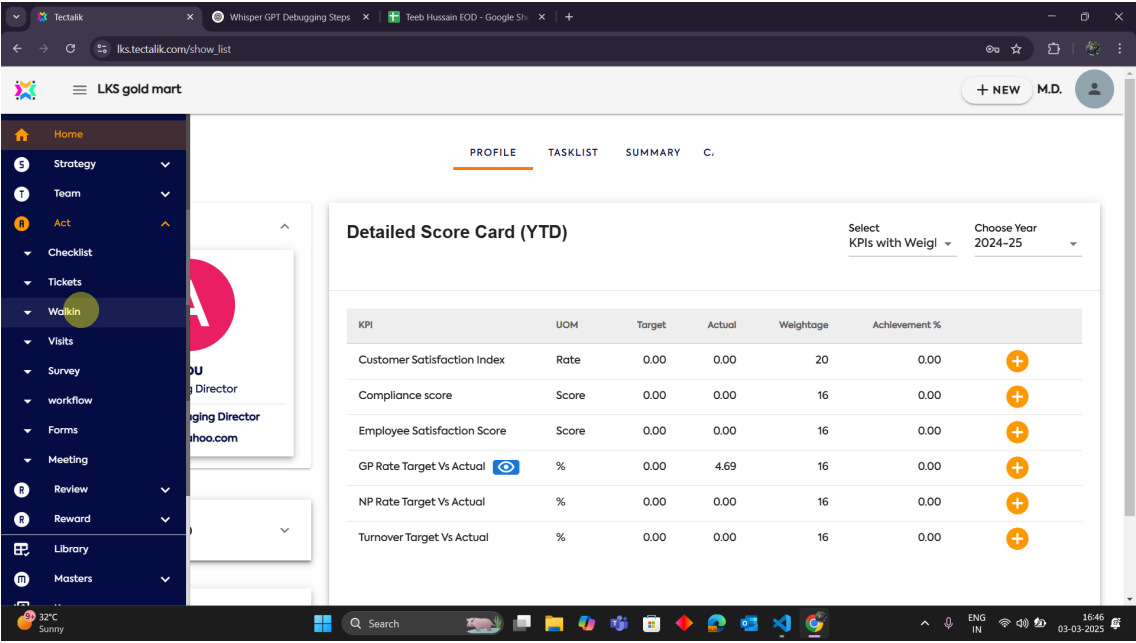 Tectalik
Whisper GPT Debugging Steps
Teeb Hussain EOD - Google She
lks.tectalik.com/show_list
LKS gold mart
+ NEW
M.D.
Home
S Strategy
T Team
A Act
Checklist
Tickets
Walkin
Visits
Survey
workflow
Forms
Meeting
R Review
R Reward
Library
m Masters
PROFILE TASKLIST SUMMARY C.
A
OU
g Director
aging Director
ahoo.com
Detailed Score Card (YTD)
Select
KPIs with Weigl
Choose Year
2024-25
KPI UOM Target Actual Weightage Achievement %
Customer Satisfaction Index Rate 0.00 0.00 20 0.00
Compliance score Score 0.00 0.00 16 0.00
Employee Satisfaction Score Score 0.00 0.00 16 0.00
GP Rate Target Vs Actual % 0.00 4.69 16 0.00
NP Rate Target Vs Actual % 0.00 0.00 16 0.00
Turnover Target Vs Actual % 0.00 0.00 16 0.00
9+
32°C
Sunny
Search
ENG
IN
16:46
03-03-2025